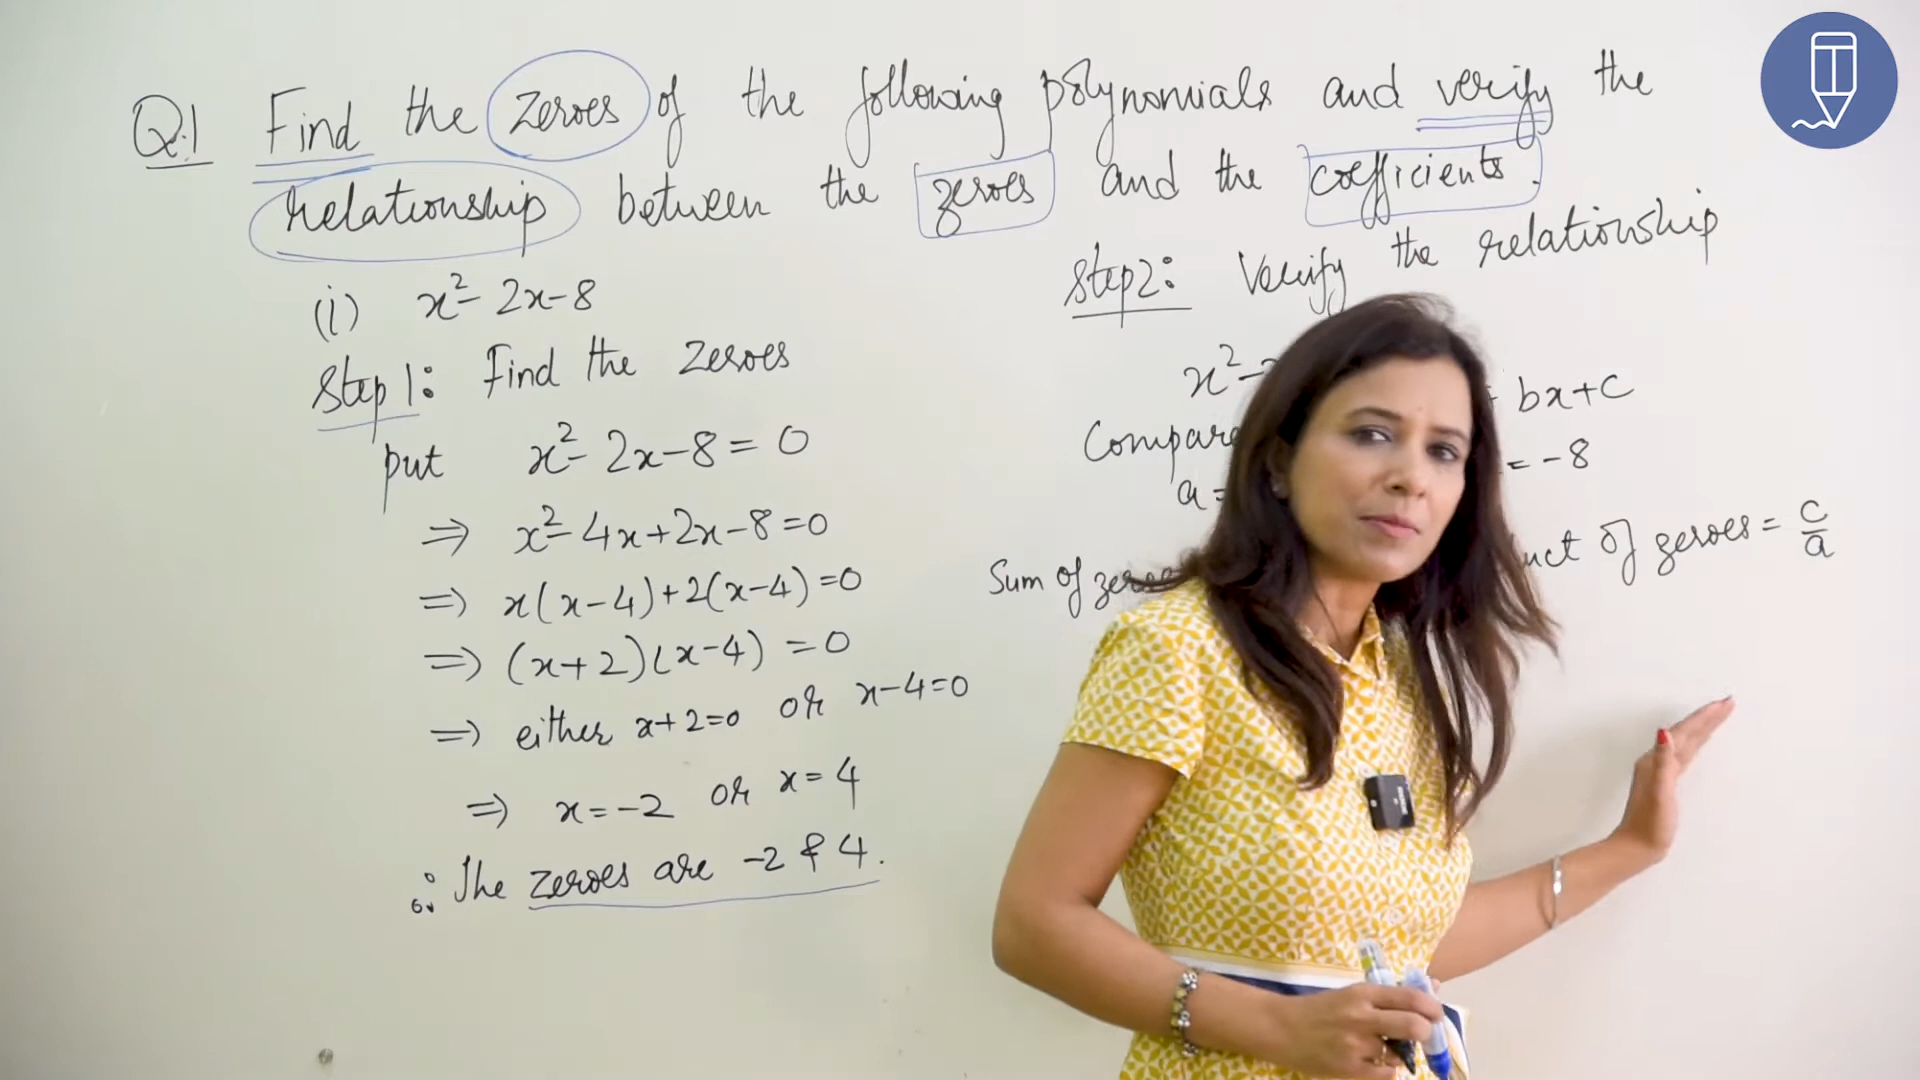 Q.1 Find the zeroes of the following polynomials and verify the
relationship between the zeroes and the coefficients.
(i) x² - 2x - 8
Step 1: Find the zeroes
put x² - 2x - 8 = 0
⇒ x² - 4x + 2x - 8 = 0
⇒ x(x - 4) + 2(x - 4) = 0
⇒ (x + 2)(x - 4) = 0
⇒ either x + 2 = 0 or x - 4 = 0
⇒ x = -2 or x = 4
∴ The zeroes are -2 & 4.
Step 2: Verify the relationship
x² - bx + c
Compare
a = = -8
Sum of zeroes of zeroes = c/a